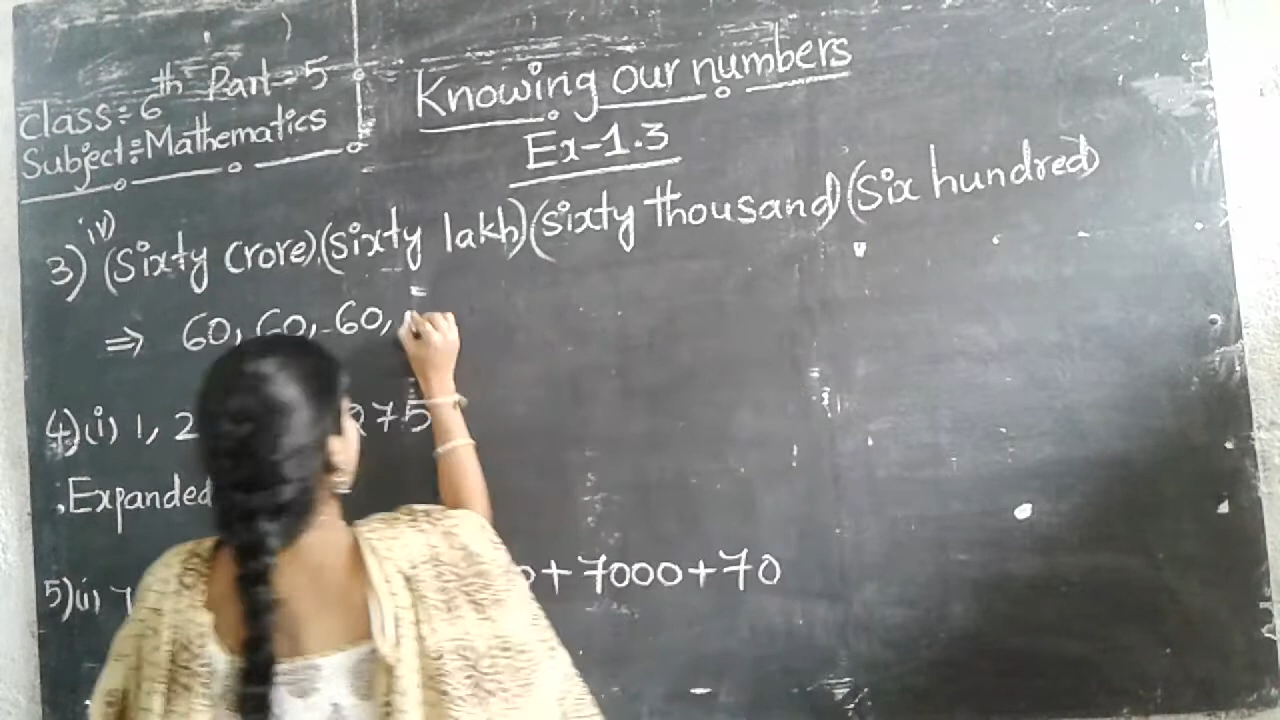 class:- 6th Part-5
Subject:- Mathematics
Knowing our numbers
Ex-1.3
3) iv) (Sixty crore)(sixty lakh)(sixty thousand)(Six hundred)
⇒ 60, 60, 60,
4)(i) 1, 2 275
Expanded
5)(i) 7 0+7000+70